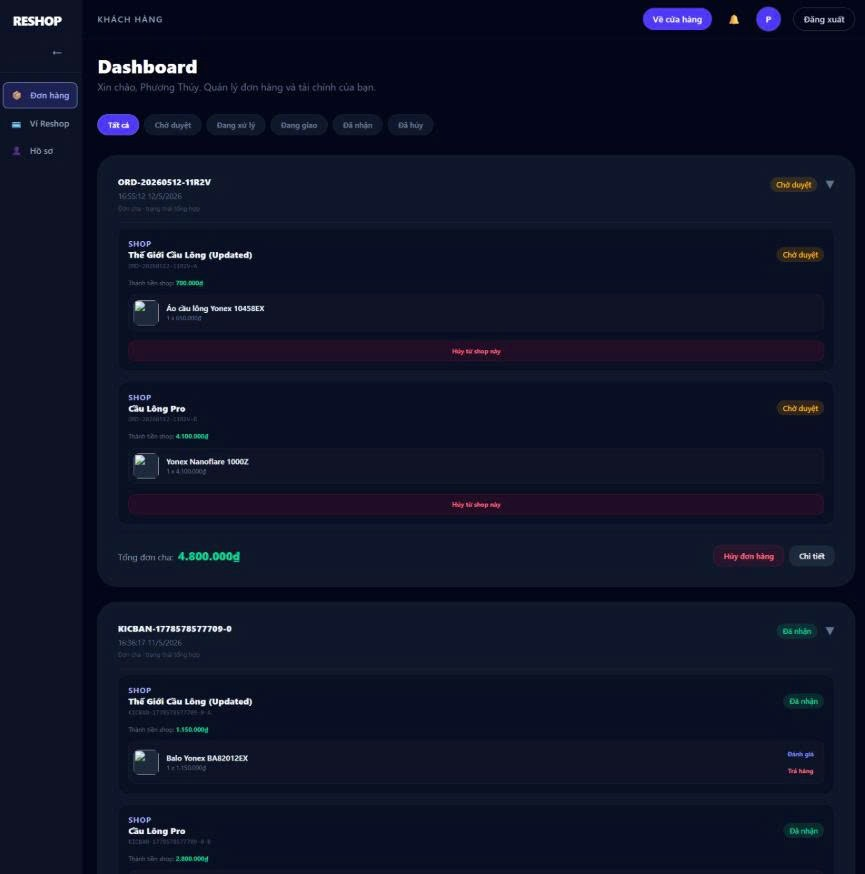 RESHOP
KHÁCH HÀNG
Về cửa hàng
P
Đăng xuất
←
Đơn hàng
Ví Reshop
Hồ sơ
Dashboard
Xin chào, Phương Thúy. Quản lý đơn hàng và tài chính của bạn.
Tất cả
Chờ duyệt
Đang xử lý
Đang giao
Đã nhận
Đã hủy
ORD-20260512-11R2V
Chờ duyệt
16:55:12 12/5/2026
Đơn cha · trạng thái tổng hợp
SHOP
Thế Giới Cầu Lông (Updated)
Chờ duyệt
ORD-20260512-11R2V-A
Thành tiền shop: 700.000₫
Áo cầu lông Yonex 10458EX
1 x 650.000₫
Hủy từ shop này
SHOP
Cầu Lông Pro
Chờ duyệt
ORD-20260512-11R2V-B
Thành tiền shop: 4.100.000₫
Yonex Nanoflare 1000Z
1 x 4.100.000₫
Hủy từ shop này
Tổng đơn cha: 4.800.000₫
Hủy đơn hàng
Chi tiết
KICBAN-1778578577709-0
Đã nhận
16:36:17 11/5/2026
Đơn cha · trạng thái tổng hợp
SHOP
Thế Giới Cầu Lông (Updated)
Đã nhận
KICBAN-1778578577709-0-A
Thành tiền shop: 1.150.000₫
Balo Yonex BA82012EX
1 x 1.150.000₫
Đánh giá
Trả hàng
SHOP
Cầu Lông Pro
Đã nhận
KICBAN-1778578577709-0-B
Thành tiền shop: 2.800.000₫